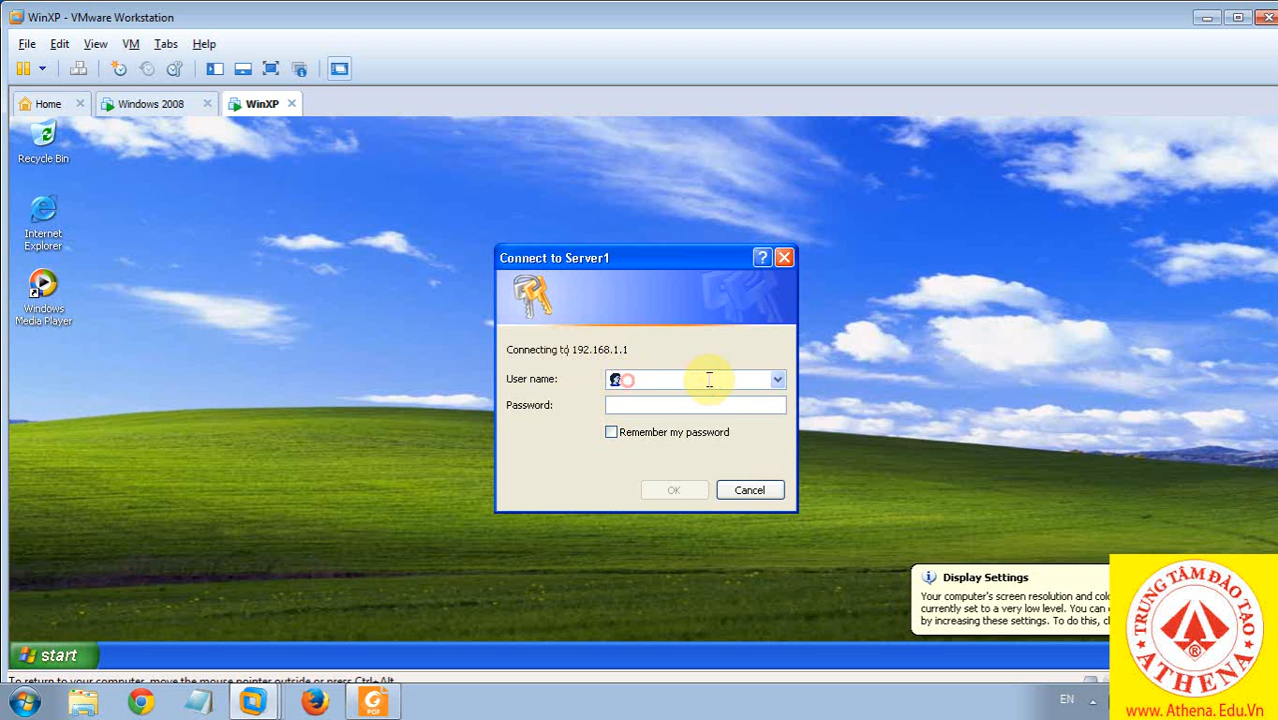 WinXP - VMware Workstation
File Edit View VM Tabs Help
Home Windows 2008 WinXP
Recycle Bin
Internet
Explorer
Windows
Media Player
Connect to Server1
Connecting to 192.168.1.1
User name:
Password:
Remember my password
OK Cancel
Display Settings
Your computer's screen resolution and
currently set to a very low level. You can
by increasing these settings. To do this,
start
To return to your computer, move the mouse pointer outside or press Ctrl+Alt.
PDF
EN
TRUNG TÂM ĐÀO TẠO
ATHENA
®
www.Athena.Edu.Vn